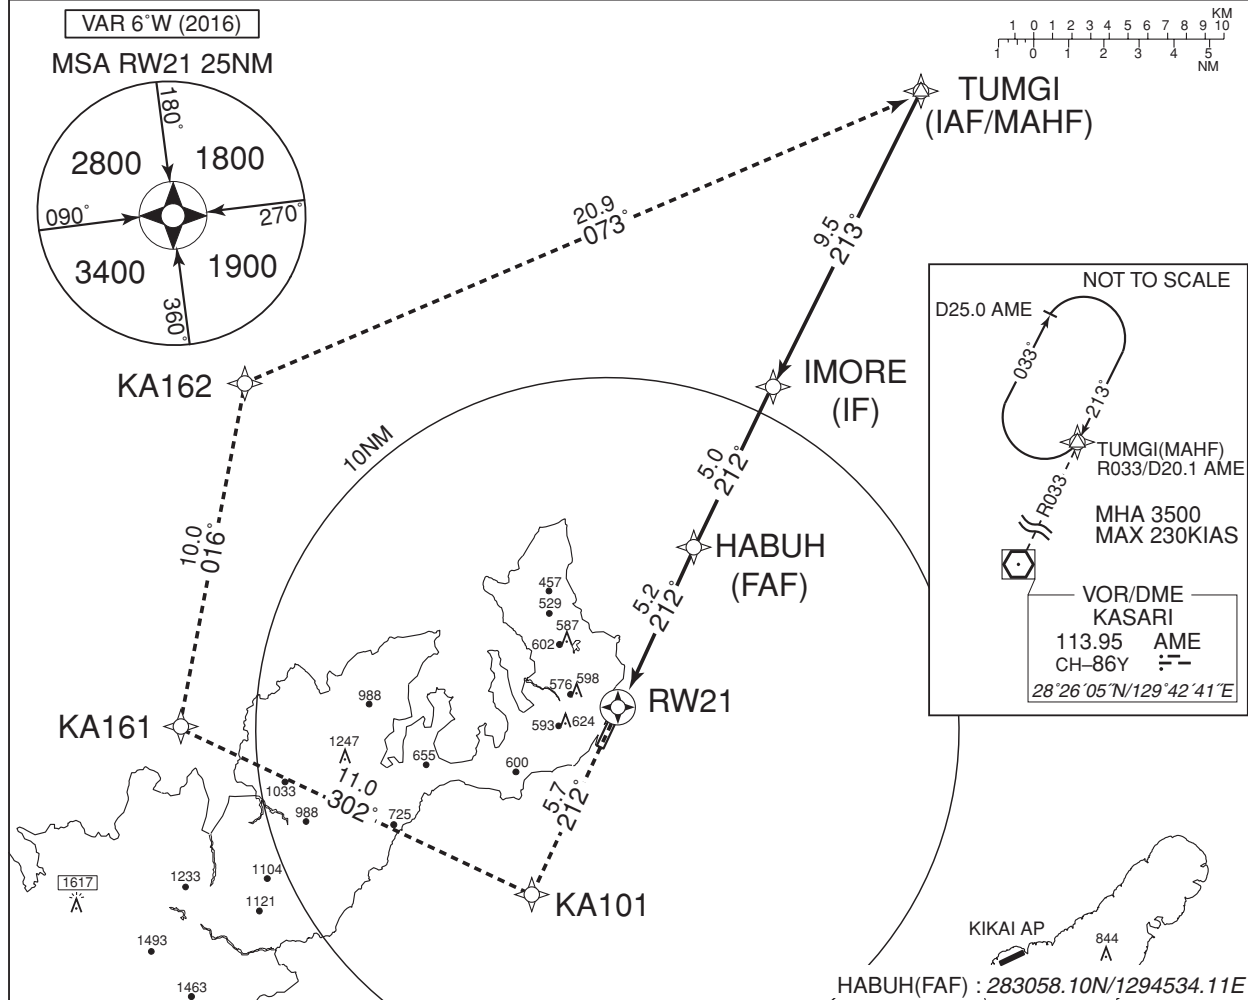 VAR 6°W (2016)
MSA RW21 25NM
180°
2800
1800
090°
270°
3400
1900
360°
KM
1 0 1 2 3 4 5 6 7 8 9 10
1 0 1 2 3 4 5
NM
TUMGI
(IAF/MAHF)
20.9
073°
9.5
213°
KA162
IMORE
(IF)
10NM
5.0
212°
10.0
016°
HABUH
(FAF)
5.2
212°
457
529
587
602
576
598
593
624
RW21
988
KA161
1247
655
600
11.0
302°
1033
988
725
5.7
212°
1104
1233
1617
1121
KA101
1493
1463
NOT TO SCALE
D25.0 AME
033°
213°
TUMGI(MAHF)
R033/D20.1 AME
R033
MHA 3500
MAX 230KIAS
VOR/DME
KASARI
113.95 AME
CH–86Y
28°26´05˝N/129°42´41˝E
KIKAI AP
844
HABUH(FAF) : 283058.10N/1294534.11E